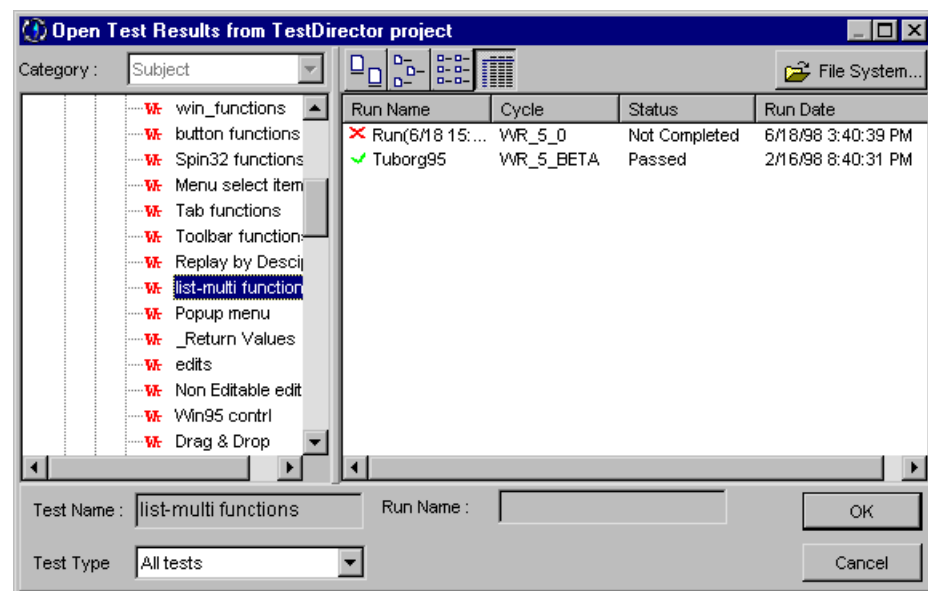 Open Test Results from TestDirector project
Category :
Subject
File System...
win_functions
button functions
Spin32 functions
Menu select item
Tab functions
Toolbar function
Replay by Descip
list-multi function
Popup menu
_Return Values
edits
Non Editable edit
Win95 contrl
Drag & Drop
Run Name Cycle Status Run Date
Run(6/18 15:... WR_5_0 Not Completed 6/18/98 3:40:39 PM
Tuborg95 WR_5_BETA Passed 2/16/98 8:40:31 PM
Test Name : list-multi functions
Run Name :
OK
Test Type All tests
Cancel